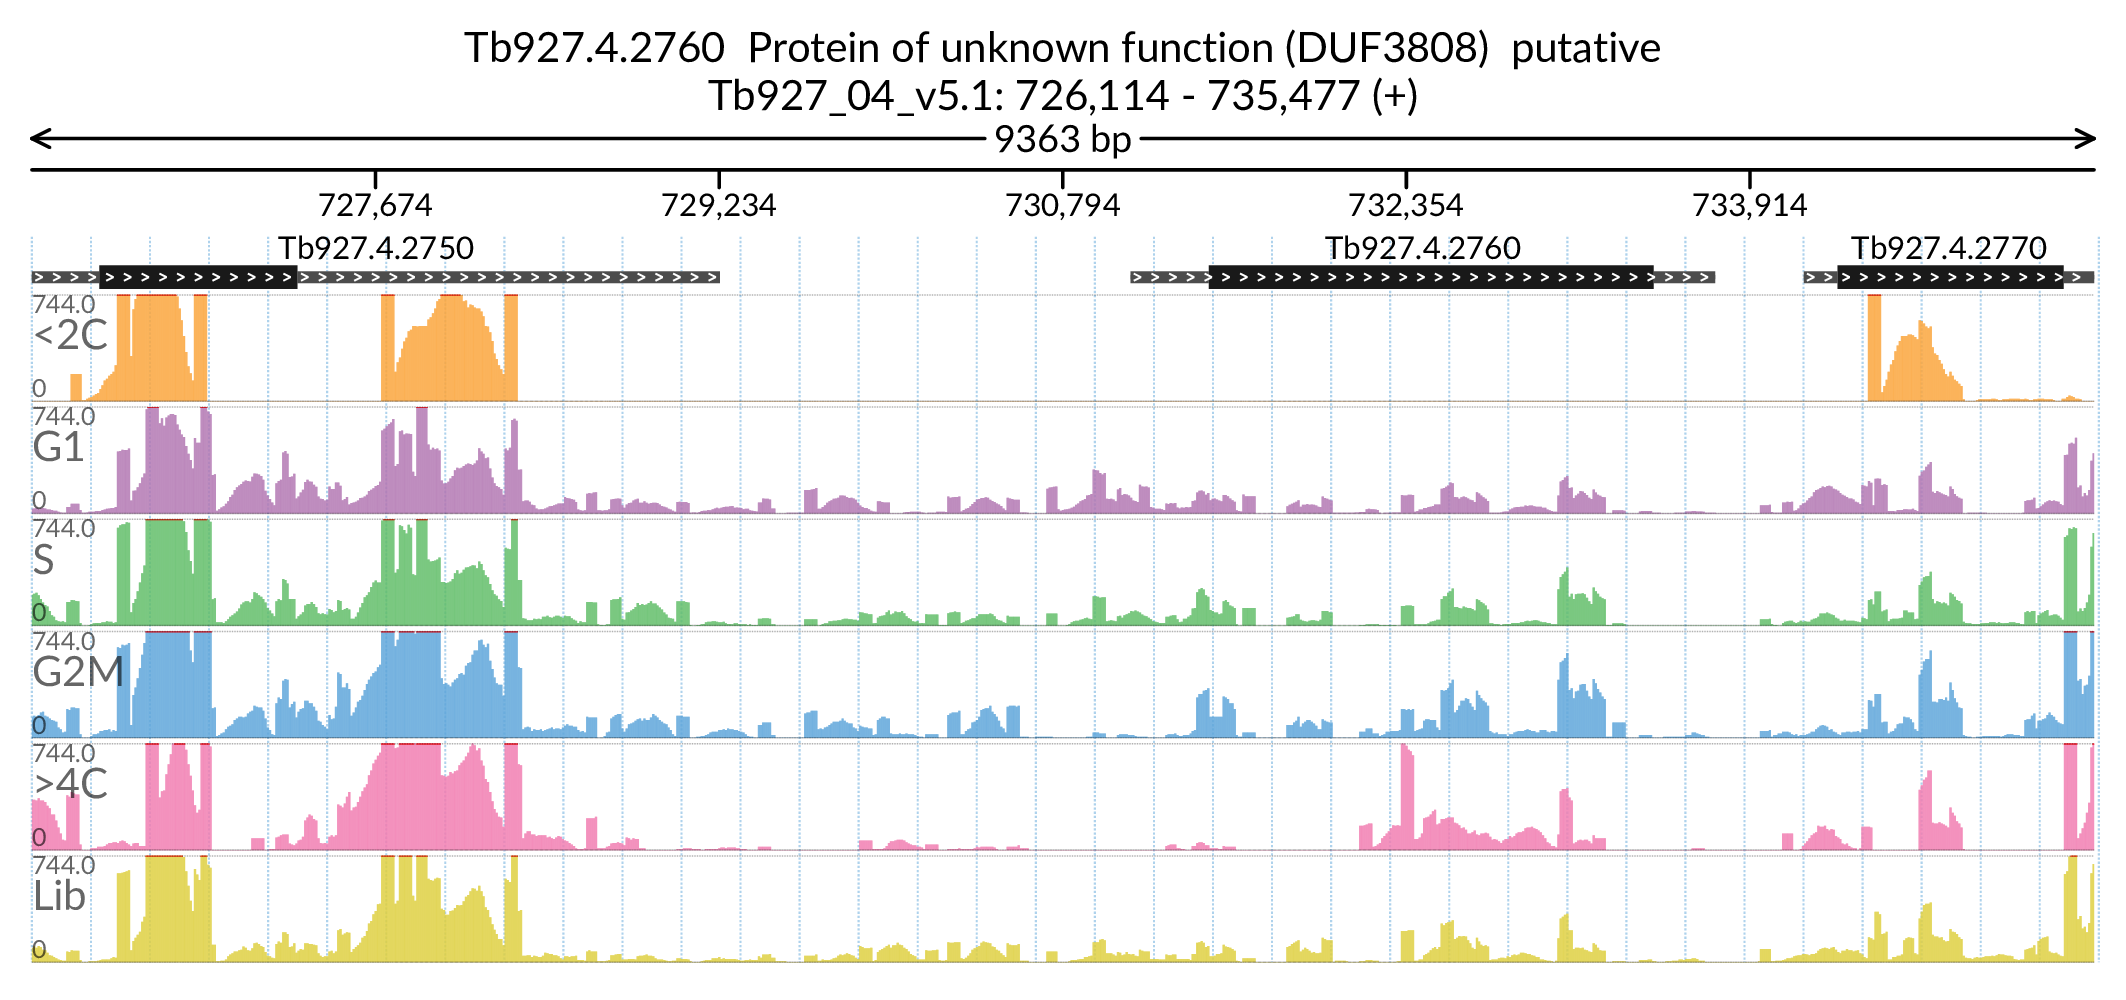 Tb927.4.2760  Protein of unknown function (DUF3808)  putative
Tb927_04_v5.1: 726,114 - 735,477 (+)
9363 bp
727,674 729,234 730,794 732,354 733,914
Tb927.4.2750 Tb927.4.2760 Tb927.4.2770
744.0
<2C
0
744.0
G1
0
744.0
S
0
744.0
G2M
0
744.0
>4C
0
744.0
Lib
0